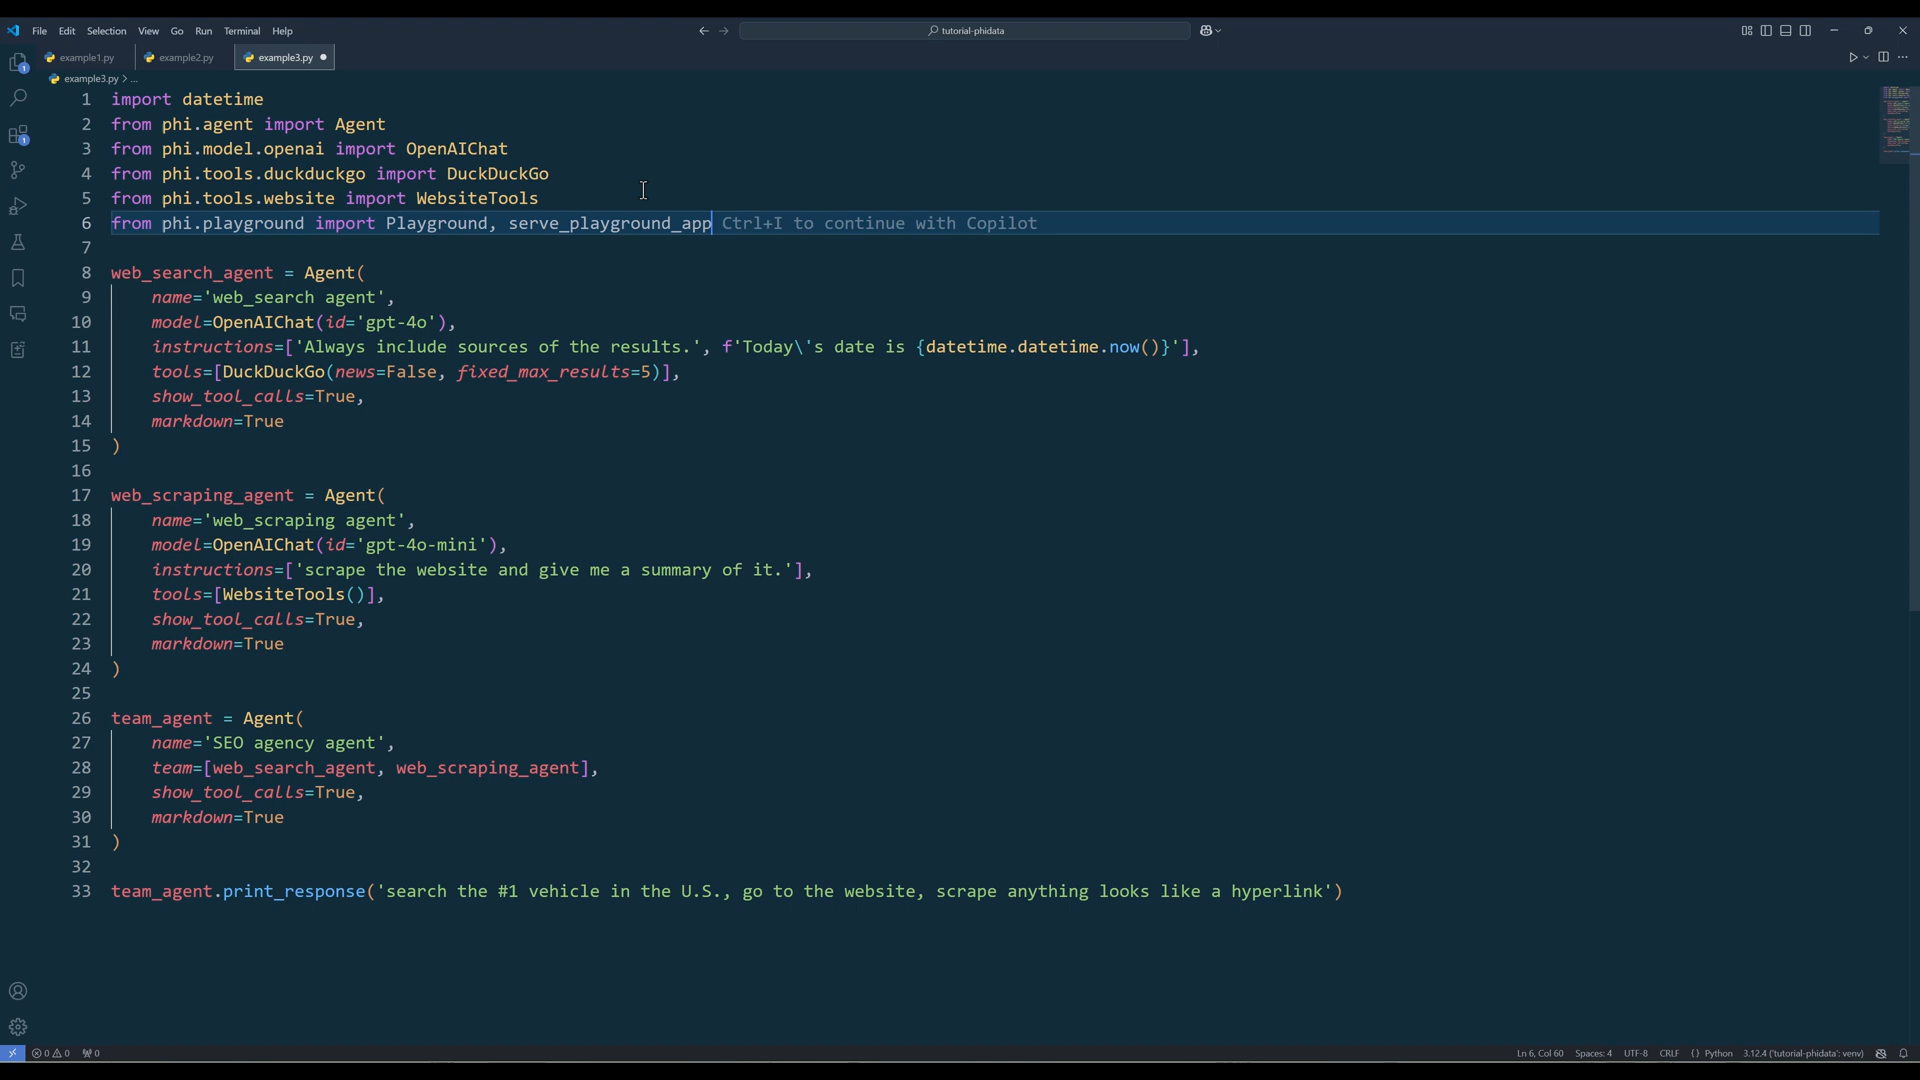 File Edit Selection View Go Run Terminal Help
tutorial-phidata
example1.py example2.py example3.py
example3.py > ...
1 import datetime
2 from phi.agent import Agent
3 from phi.model.openai import OpenAIChat
4 from phi.tools.duckduckgo import DuckDuckGo
5 from phi.tools.website import WebsiteTools
6 from phi.playground import Playground, serve_playground_app Ctrl+I to continue with Copilot
7
8 web_search_agent = Agent(
9 name='web_search agent',
10 model=OpenAIChat(id='gpt-4o'),
11 instructions=['Always include sources of the results.', f'Today\'s date is {datetime.datetime.now()}'],
12 tools=[DuckDuckGo(news=False, fixed_max_results=5)],
13 show_tool_calls=True,
14 markdown=True
15 )
16
17 web_scraping_agent = Agent(
18 name='web_scraping agent',
19 model=OpenAIChat(id='gpt-4o-mini'),
20 instructions=['scrape the website and give me a summary of it.'],
21 tools=[WebsiteTools()],
22 show_tool_calls=True,
23 markdown=True
24 )
25
26 team_agent = Agent(
27 name='SEO agency agent',
28 team=[web_search_agent, web_scraping_agent],
29 show_tool_calls=True,
30 markdown=True
31 )
32
33 team_agent.print_response('search the #1 vehicle in the U.S., go to the website, scrape anything looks like a hyperlink')
0 0 0 Ln 6, Col 60 Spaces: 4 UTF-8 CRLF {} Python 3.12.4 ('tutorial-phidata': venv)